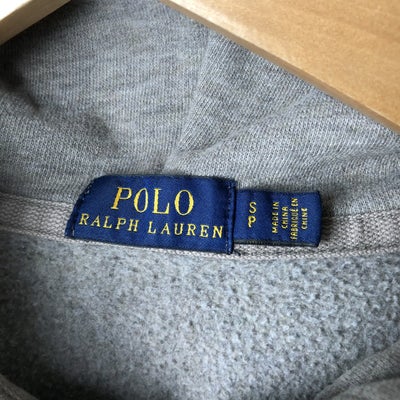 POLO
RALPH LAUREN
S
P
MADE IN
CHINA
FABRIQUÉ EN
CHINE